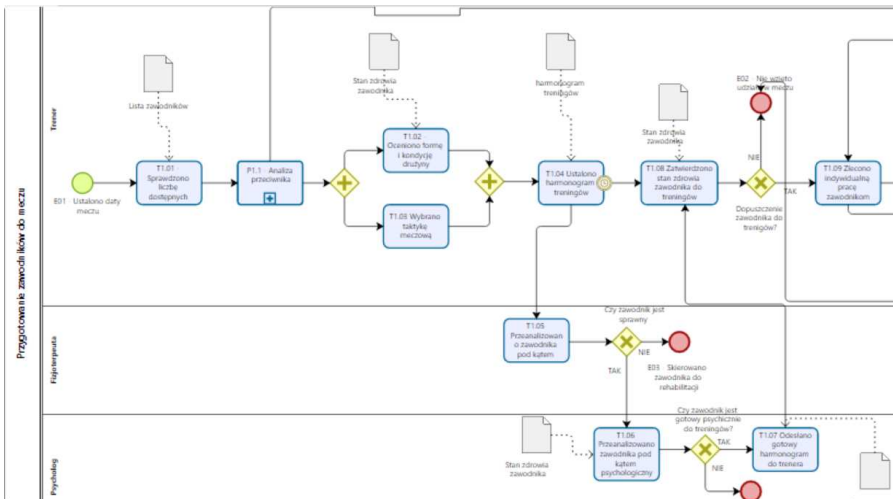 Przygotowanie zawodników do meczu
Trener
Lista zawodników
Stan zdrowia
zawodnika
harmonogram
treningów
Stan zdrowia
zawodnika
E02 - Nie wzięto
udziału w meczu
E01 Ustalono daty
meczu
T1.01
Sprawdzono
liczbę
dostępnych
P1.1 - Analiza
przeciwnika
T1.02
Oceniono formę
i kondycję
drużyny
T1.03 Wybrano
taktykę
meczową
T1.04 Ustalono
harmonogram
treningów
T1.08 Zatwierdzono
stan zdrowia
zawodnika do
treningów
NIE
TAK
Dopuszczenie
zawodnika do
trenigów?
T1.09 Zlecono
indywidualną
pracę
zawodnikom
Fizjoterpeuta
T1.05
Przeanalizowan
o zawodnika
pod kątem
Czy zawodnik jest
sprawny
NIE
TAK
E03 Skierowano
zawodnika do
rehabilitacji
Psycholog
Stan zdrowia
zawodnika
T1.06
Przeanalizowano
zawodnika pod
kątem
psychologiczny
Czy zawodnik jest
gotowy psychicznie
do treningów?
TAK
NIE
T1.07 Odesłano
gotowy
harmonogram
do trenera